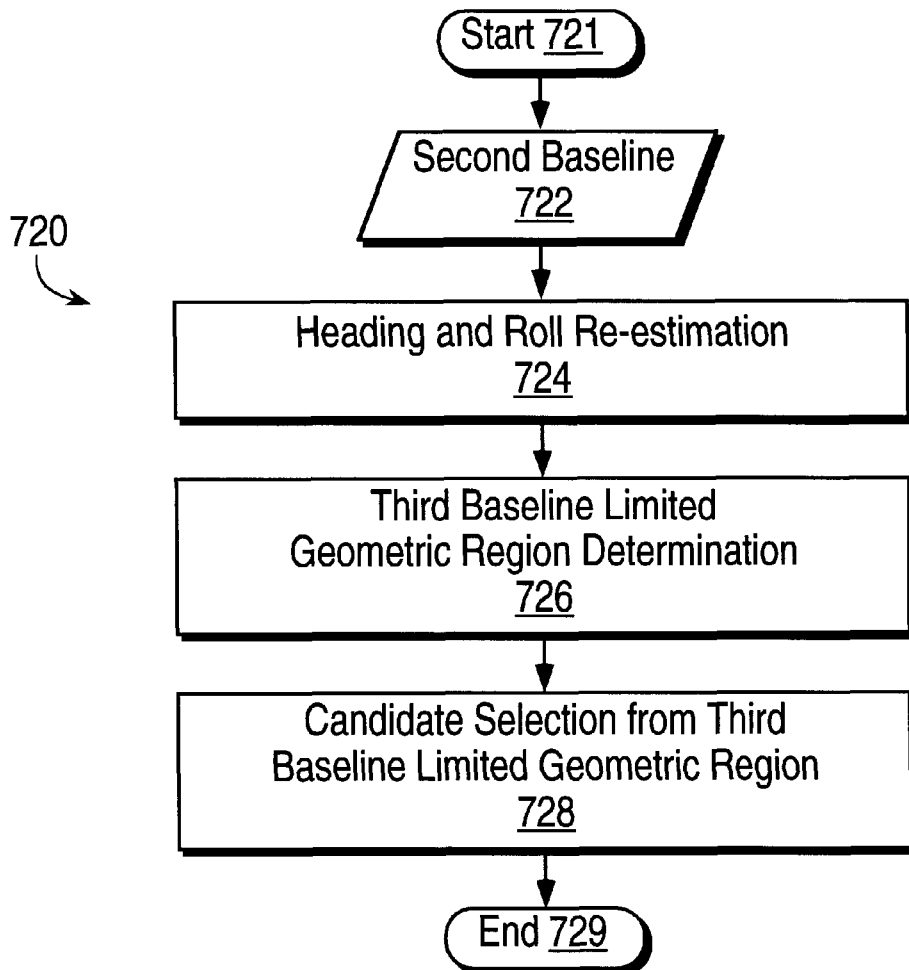 Start 721
Second Baseline
722
720
Heading and Roll Re-estimation
724
Third Baseline Limited
Geometric Region Determination
726
Candidate Selection from Third
Baseline Limited Geometric Region
728
End 729